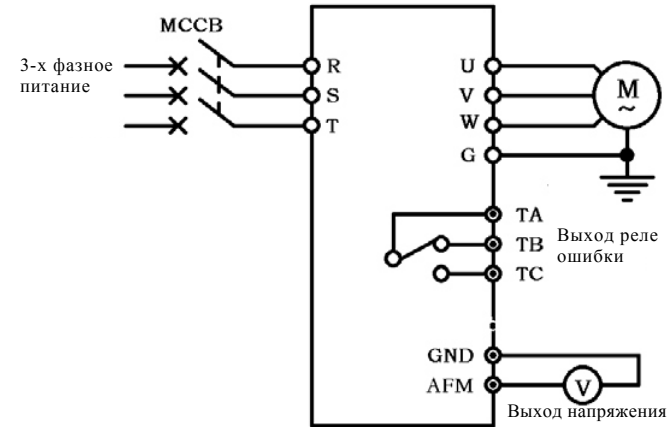 MCCB
3-х фазное
питание
R
S
T
U
V
W
G
M
~
TA
TB
TC
Выход реле
ошибки
GND
AFM
V
Выход напряжения